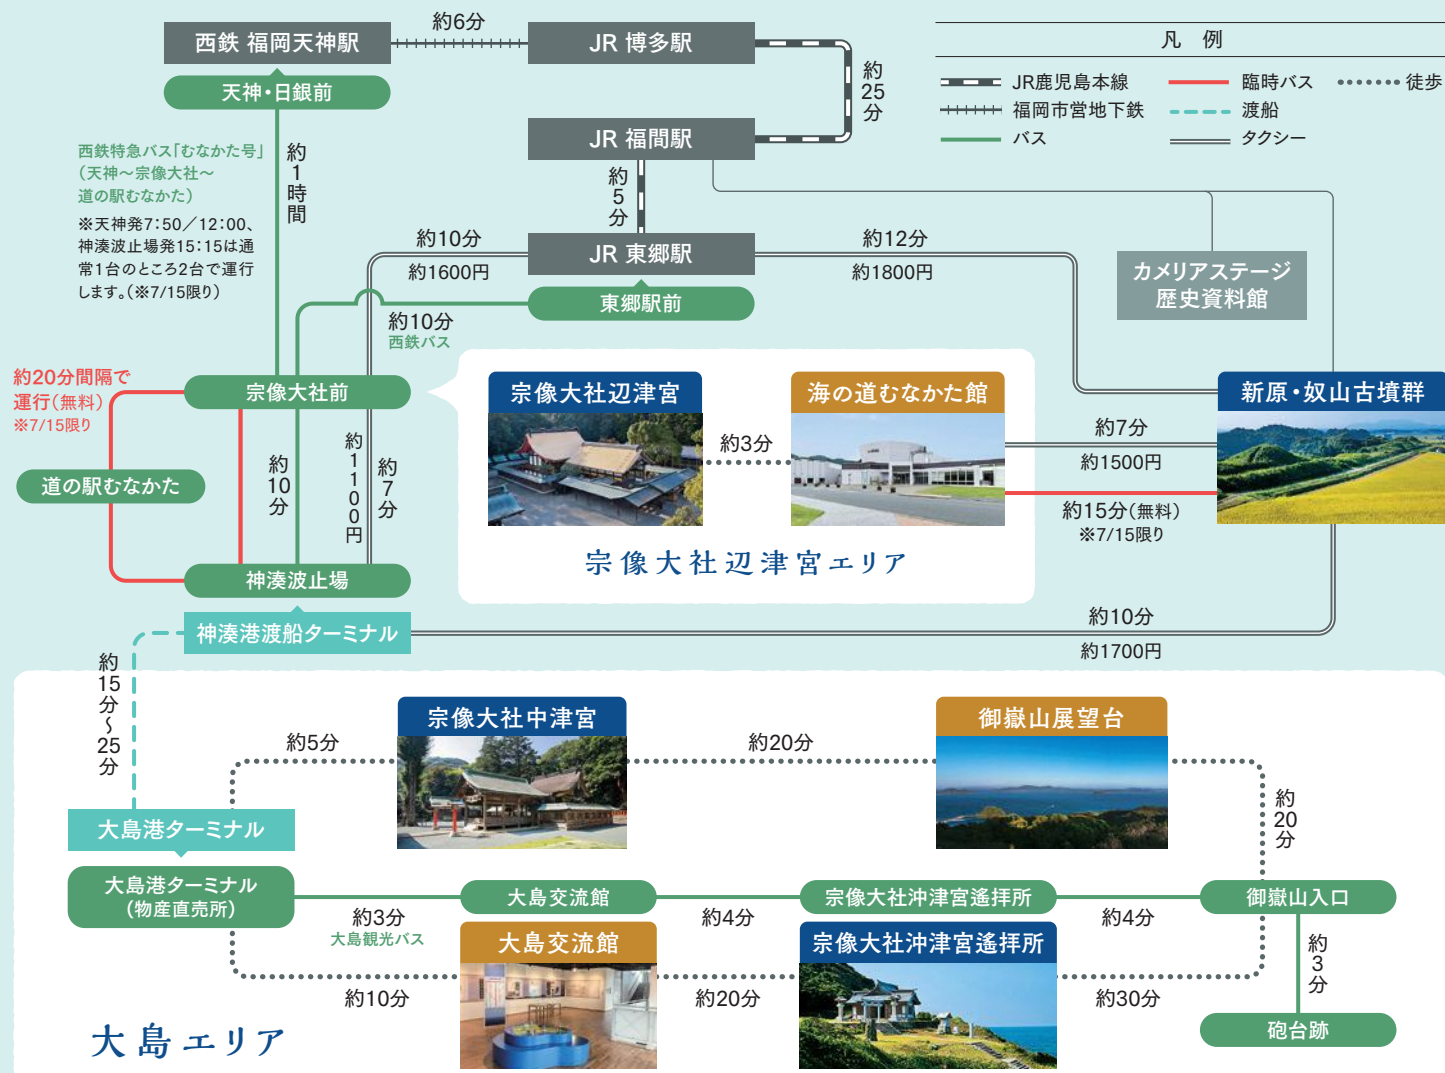 西鉄 福岡天神駅
約6分
JR 博多駅
天神・日銀前
約25分
凡 例
JR鹿児島本線
臨時バス
徒歩
福岡市営地下鉄
渡船
バス
タクシー
西鉄特急バス「むなかた号」
(天神～宗像大社～
道の駅むなかた)
※天神発7:50／12:00、
神湊波止場発15:15は通
常1台のところ2台で運行
します。(※7/15限り)
約1時間
JR 福間駅
約5分
約10分
約1600円
JR 東郷駅
約12分
約1800円
東郷駅前
約10分
西鉄バス
カメリアステージ
歴史資料館
約20分間隔で
運行(無料)
※7/15限り
宗像大社前
道の駅むなかた
約10分
約1100円
約7分
神湊波止場
神湊港渡船ターミナル
宗像大社辺津宮
約3分
海の道むなかた館
宗像大社辺津宮エリア
約7分
約1500円
約15分(無料)
※7/15限り
新原・奴山古墳群
約10分
約1700円
約15分～25分
宗像大社中津宮
御嶽山展望台
約5分
約20分
約20分
大島港ターミナル
大島港ターミナル
(物産直売所)
約3分
大島観光バス
大島交流館
約4分
宗像大社沖津宮遙拝所
約4分
御嶽山入口
大島交流館
宗像大社沖津宮遙拝所
約10分
約20分
約30分
約3分
砲台跡
大島エリア